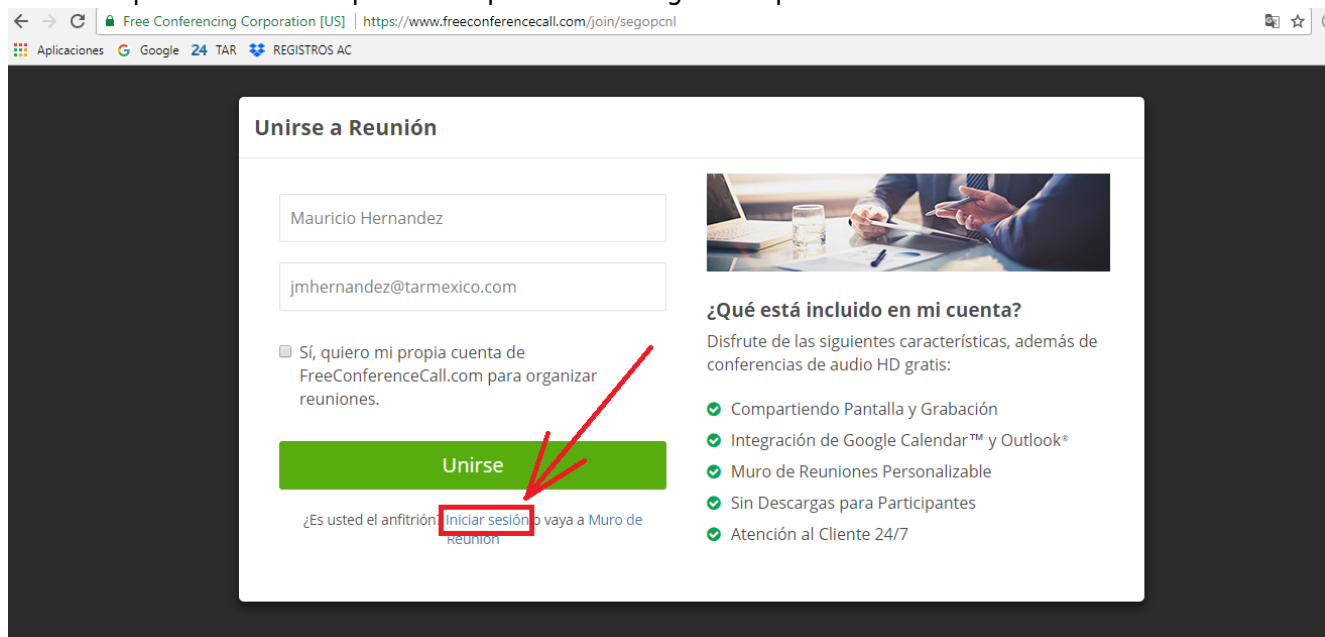 Free Conferencing Corporation [US] | https://www.freeconferencecall.com/join/segopcnl
Aplicaciones Google 24 TAR REGISTROS AC
Unirse a Reunión
Mauricio Hernandez
jmhernandez@tarmexico.com
Sí, quiero mi propia cuenta de
FreeConferenceCall.com para organizar
reuniones.
Unirse
¿Es usted el anfitrión? Iniciar sesión o vaya a Muro de
Reunión
¿Qué está incluido en mi cuenta?
Disfrute de las siguientes características, además de
conferencias de audio HD gratis:
Compartiendo Pantalla y Grabación
Integración de Google Calendar™ y Outlook®
Muro de Reuniones Personalizable
Sin Descargas para Participantes
Atención al Cliente 24/7